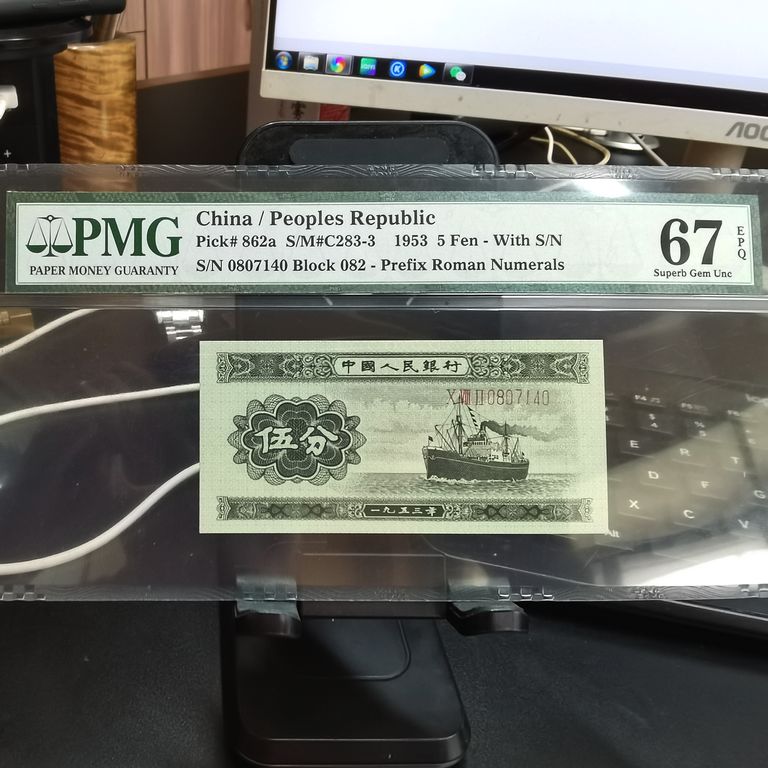 AOC
PMG
PAPER MONEY GUARANTY
China / Peoples Republic
Pick# 862a S/M#C283-3 1953 5 Fen - With S/N
S/N 0807140 Block 082 - Prefix Roman Numerals
67
EPQ
Superb Gem Unc
中國人民銀行
0807140
伍分
一九五三年
E
R
T
D
F
G
X
C
V
Alt